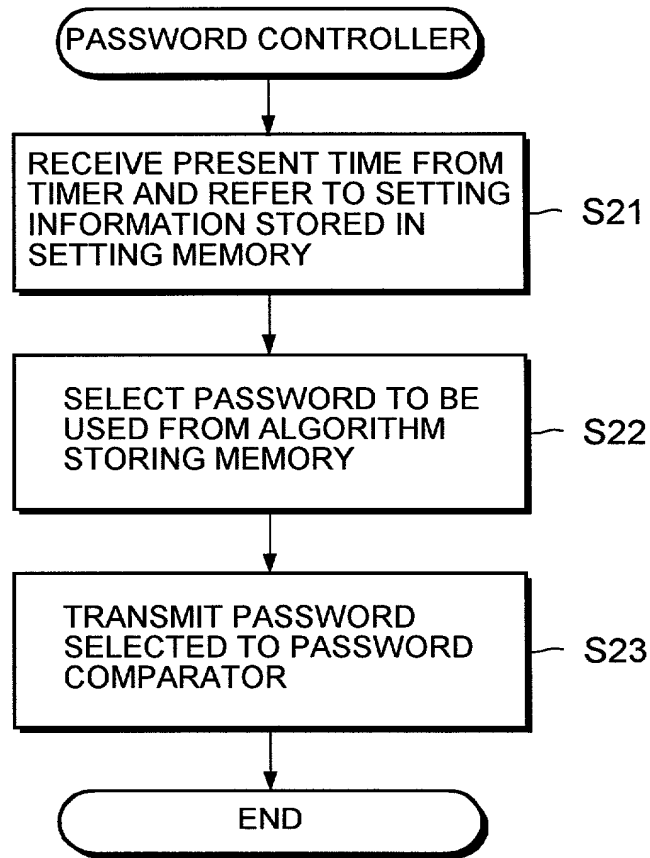 PASSWORD CONTROLLER
RECEIVE PRESENT TIME FROM
TIMER AND REFER TO SETTING
INFORMATION STORED IN
SETTING MEMORY
S21
SELECT PASSWORD TO BE
USED FROM ALGORITHM
STORING MEMORY
S22
TRANSMIT PASSWORD
SELECTED TO PASSWORD
COMPARATOR
S23
END